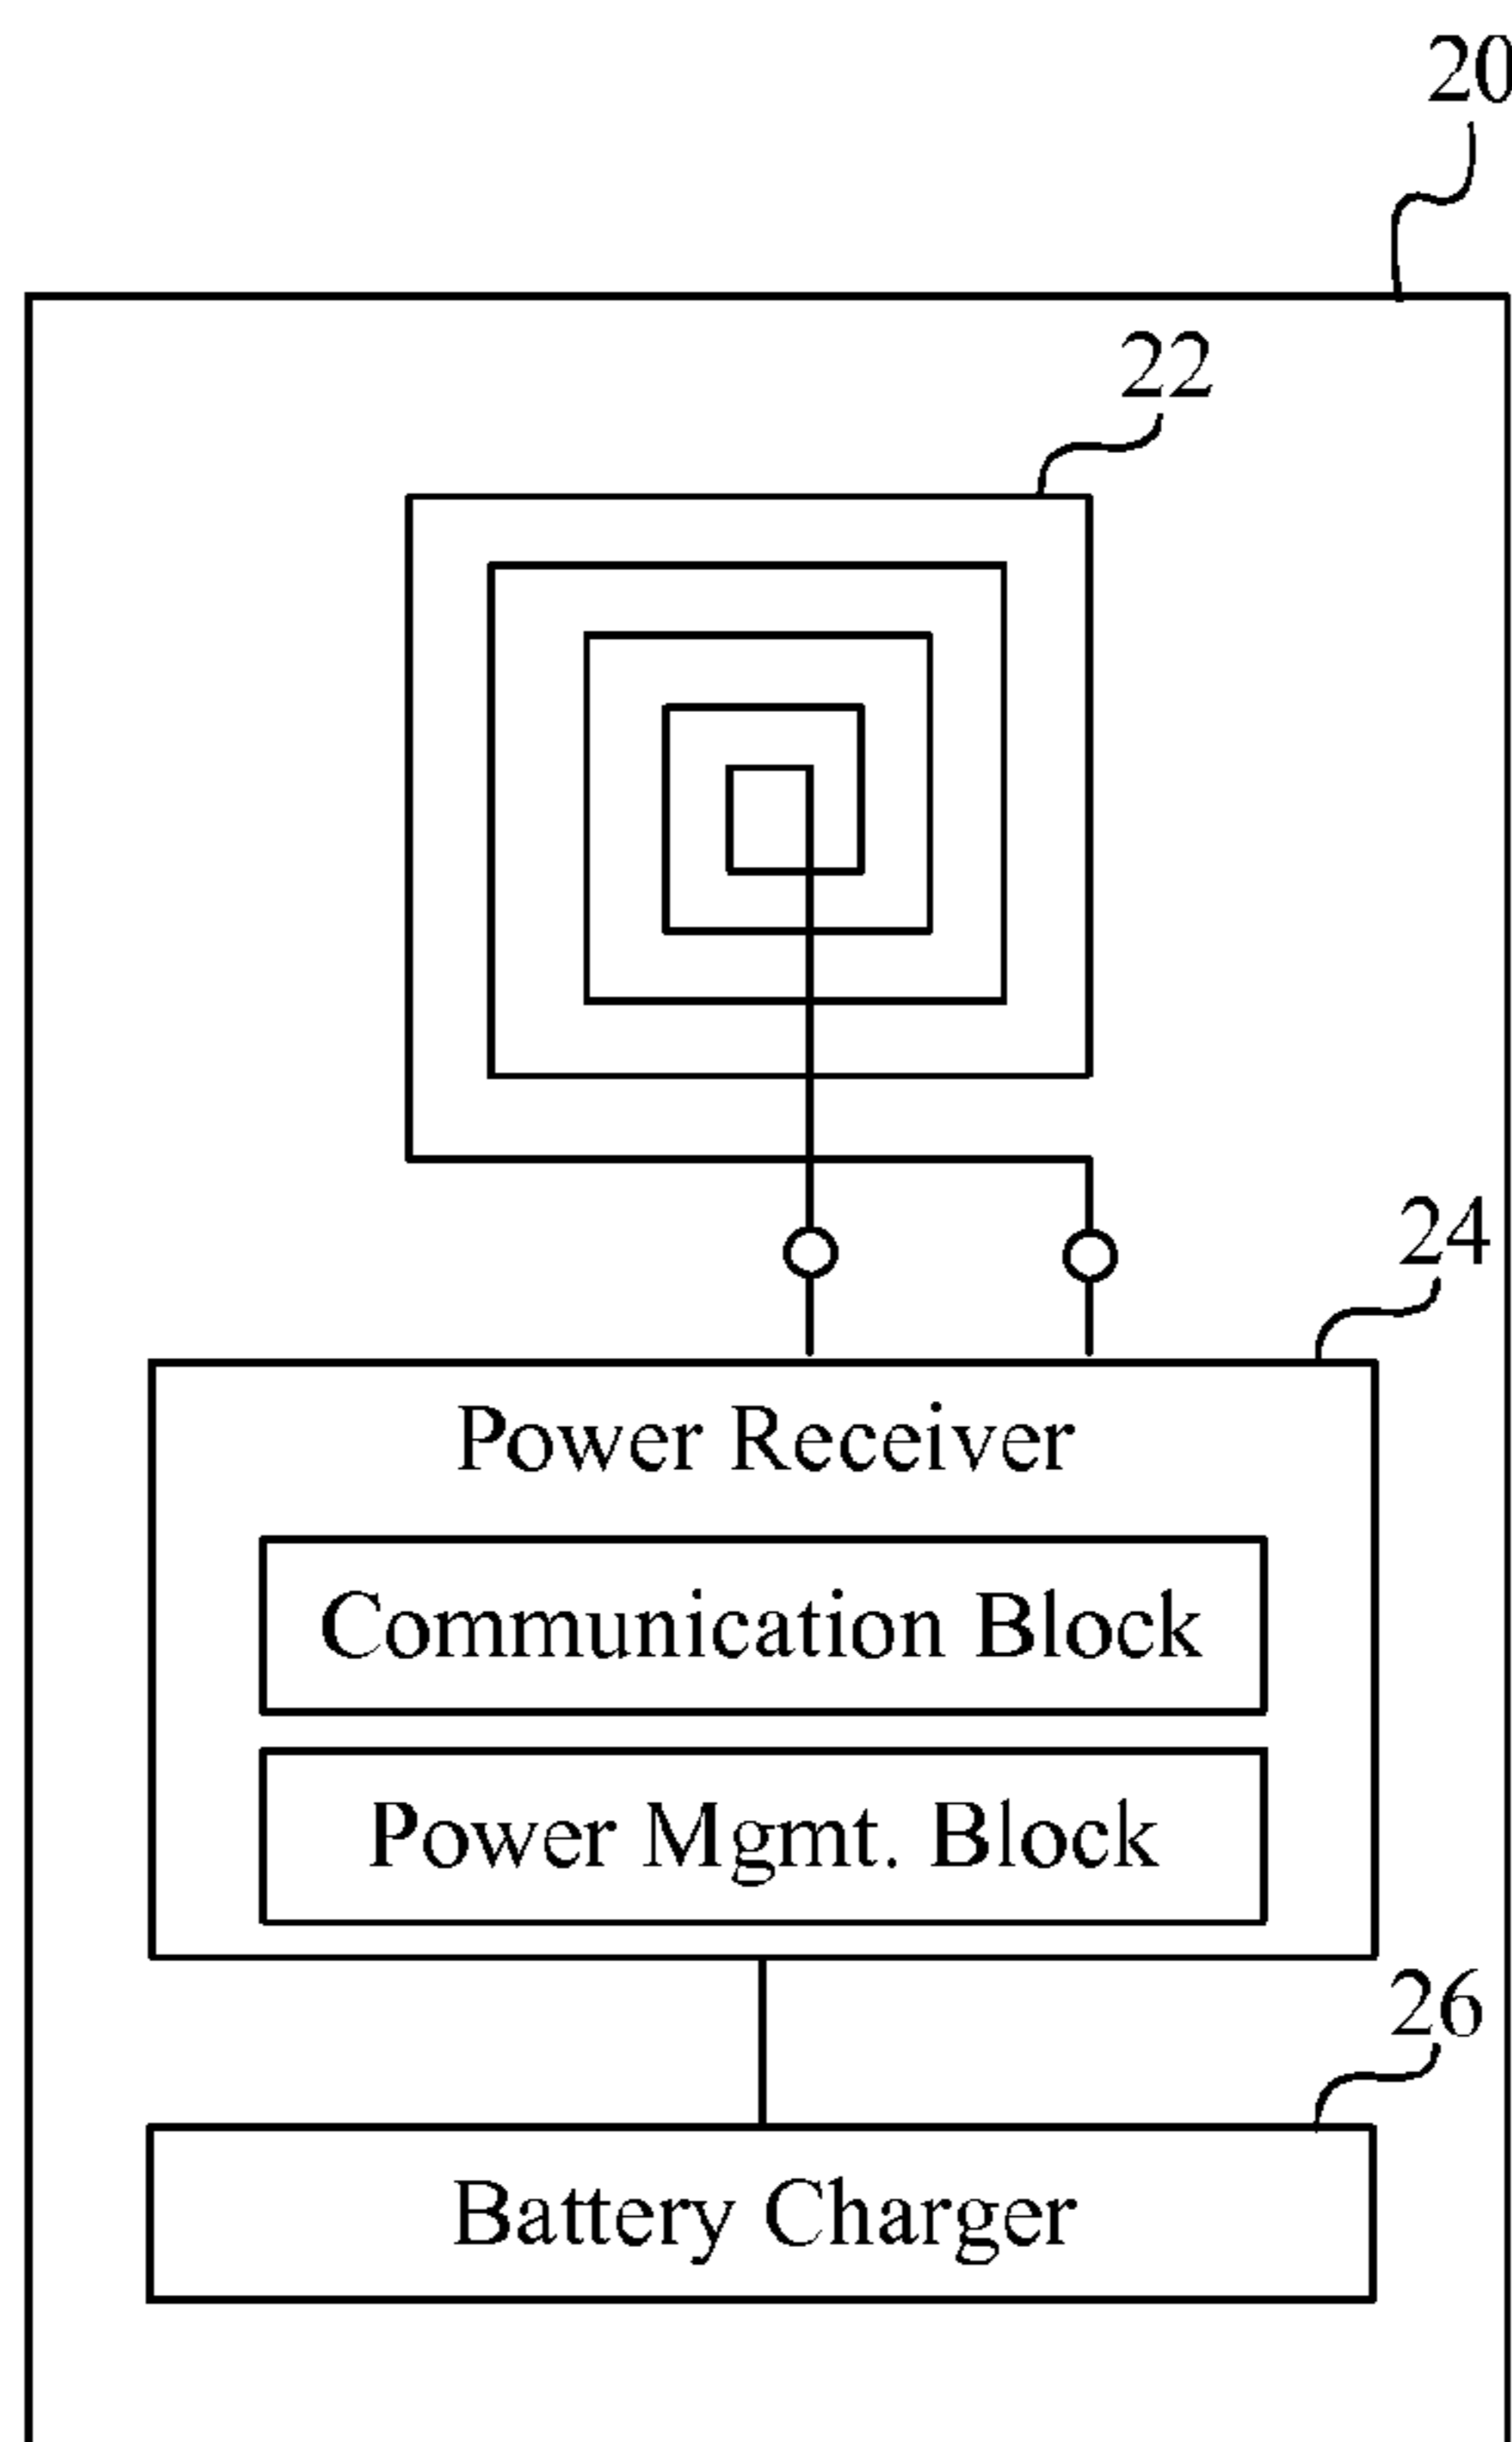 20
22
24
Power Receiver
Communication Block
Power Mgmt. Block
26
Battery Charger